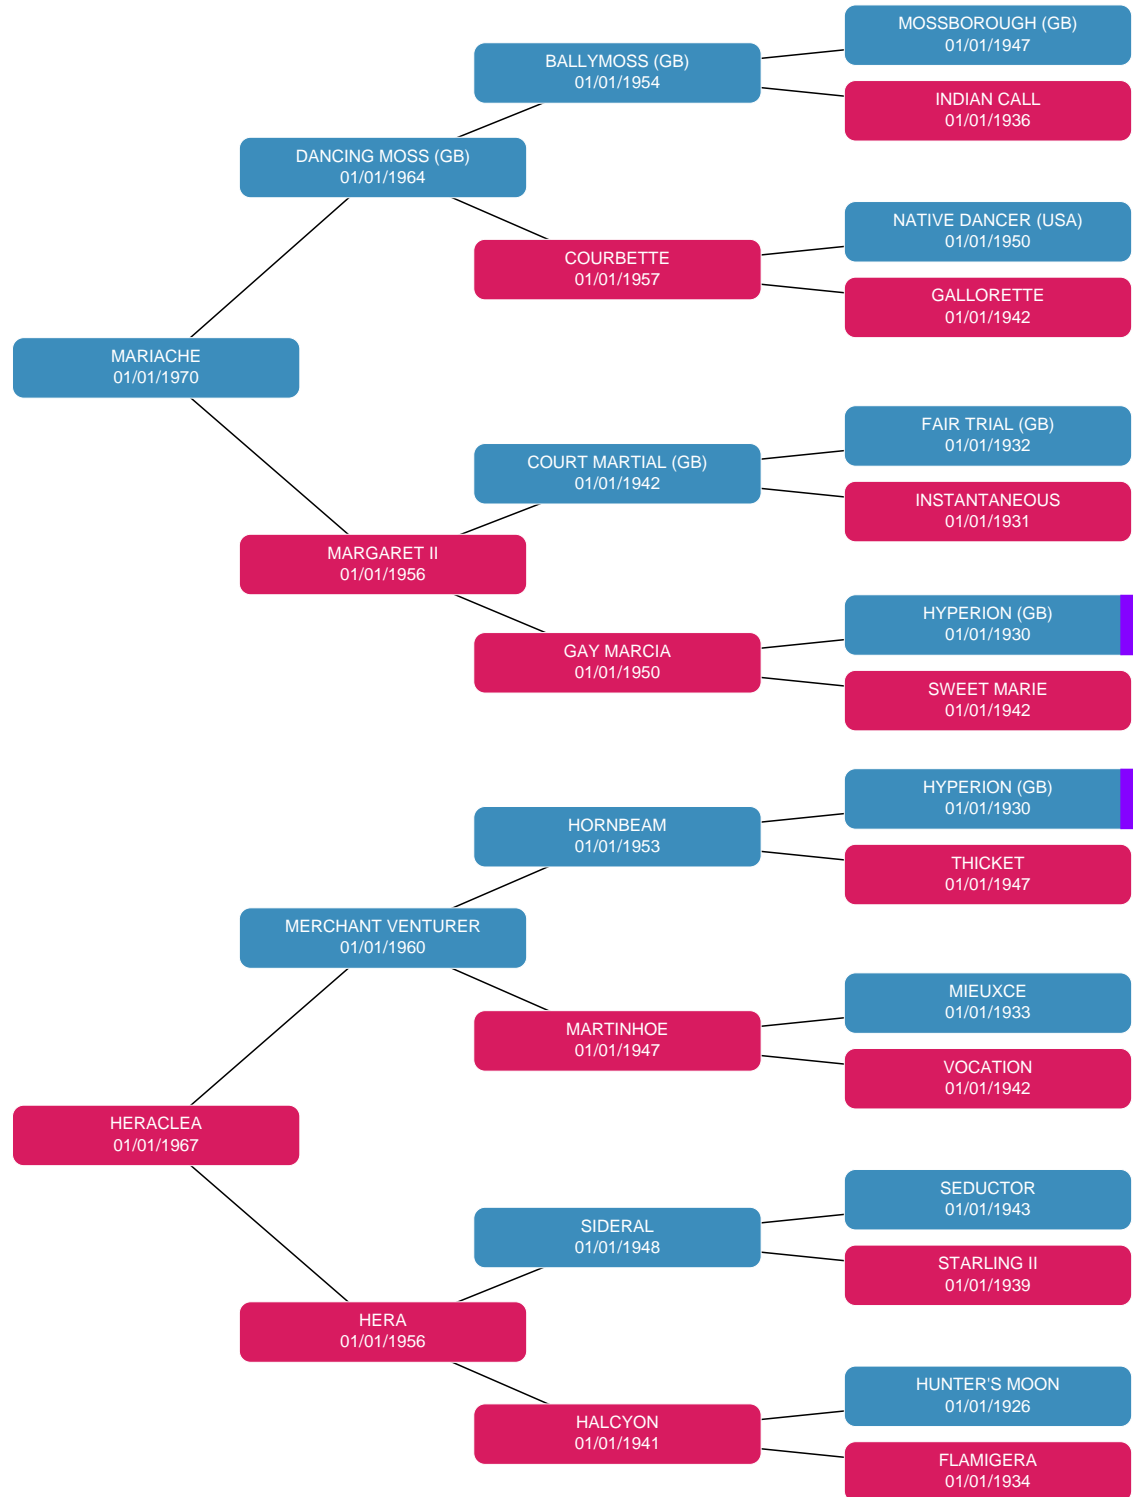 MOSSBOROUGH (GB)
01/01/1947
BALLYMOSS (GB)
01/01/1954
INDIAN CALL
01/01/1936
DANCING MOSS (GB)
01/01/1964
NATIVE DANCER (USA)
01/01/1950
COURBETTE
01/01/1957
GALLORETTE
01/01/1942
MARIACHE
01/01/1970
FAIR TRIAL (GB)
01/01/1932
COURT MARTIAL (GB)
01/01/1942
INSTANTANEOUS
01/01/1931
MARGARET II
01/01/1956
HYPERION (GB)
01/01/1930
GAY MARCIA
01/01/1950
SWEET MARIE
01/01/1942
HYPERION (GB)
01/01/1930
HORNBEAM
01/01/1953
THICKET
01/01/1947
MERCHANT VENTURER
01/01/1960
MIEUXCE
01/01/1933
MARTINHOE
01/01/1947
VOCATION
01/01/1942
HERACLEA
01/01/1967
SEDUCTOR
01/01/1943
SIDERAL
01/01/1948
STARLING II
01/01/1939
HERA
01/01/1956
HUNTER'S MOON
01/01/1926
HALCYON
01/01/1941
FLAMIGERA
01/01/1934